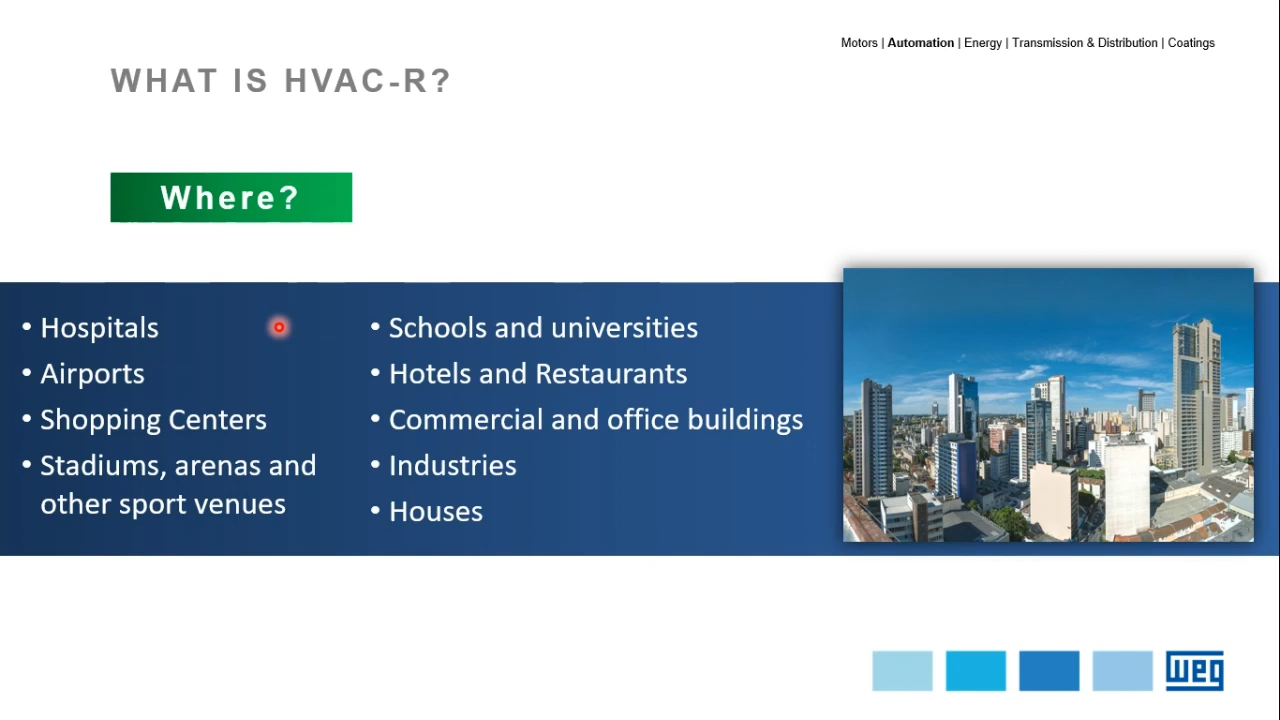 Motors | Automation | Energy | Transmission & Distribution | Coatings
WHAT IS HVAC-R?
Where?
• Hospitals
• Airports
• Shopping Centers
• Stadiums, arenas and
other sport venues
• Schools and universities
• Hotels and Restaurants
• Commercial and office buildings
• Industries
• Houses
weg